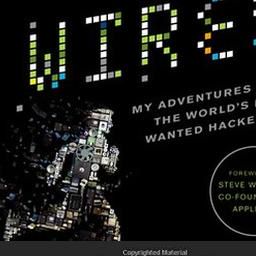 WIRE
MY ADVENTURES
THE WORLD'S
WANTED HACKE
FOREW
STEVE W
CO-FOUN
APPL
Copyrighted Material